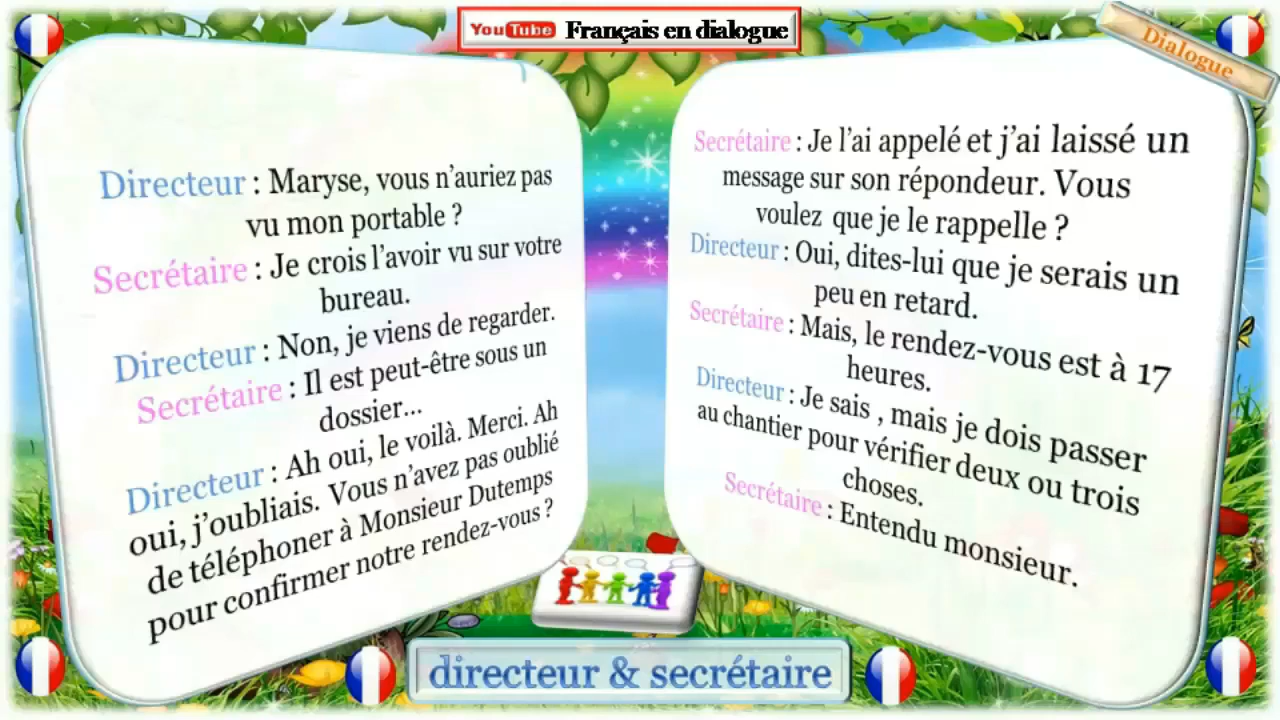 YouTube Français en dialogue
Dialogue
Directeur : Maryse, vous n'auriez pas
vu mon portable ?
Secrétaire : Je crois l'avoir vu sur votre
bureau.
Directeur : Non, je viens de regarder.
Secrétaire : Il est peut-être sous un
dossier...
Directeur : Ah oui, le voilà. Merci. Ah
oui, j'oubliais. Vous n'avez pas oublié
de téléphoner à Monsieur Dutemps
pour confirmer notre rendez-vous ?
Secrétaire : Je l'ai appelé et j'ai laissé un
message sur son répondeur. Vous
voulez que je le rappelle ?
Directeur : Oui, dites-lui que je serais un
peu en retard.
Secrétaire : Mais, le rendez-vous est à 17
heures.
Directeur : Je sais , mais je dois passer
au chantier pour vérifier deux ou trois
choses.
Secrétaire : Entendu monsieur.
directeur & secrétaire